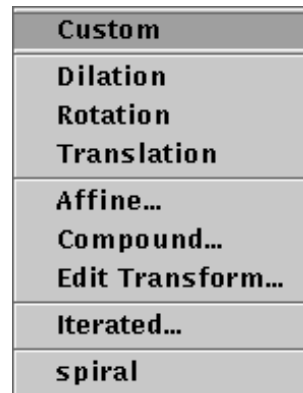 Custom
Dilation
Rotation
Translation
Affine...
Compound...
Edit Transform...
Iterated...
spiral